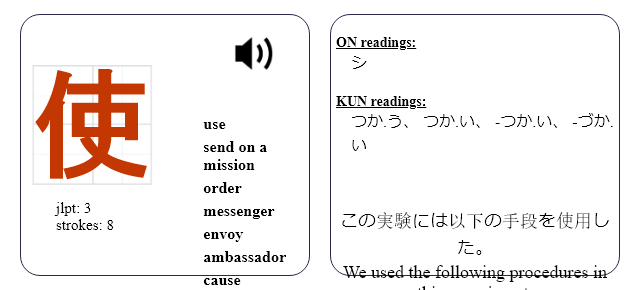 使
jlpt: 3
strokes: 8
use
send on a
mission
order
messenger
envoy
ambassador
cause
ON readings:
シ
KUN readings:
つか.う、 つか.い、 -つか.い、 -づか.
い
この実験には以下の手段を使用し
た。
We used the following procedures in